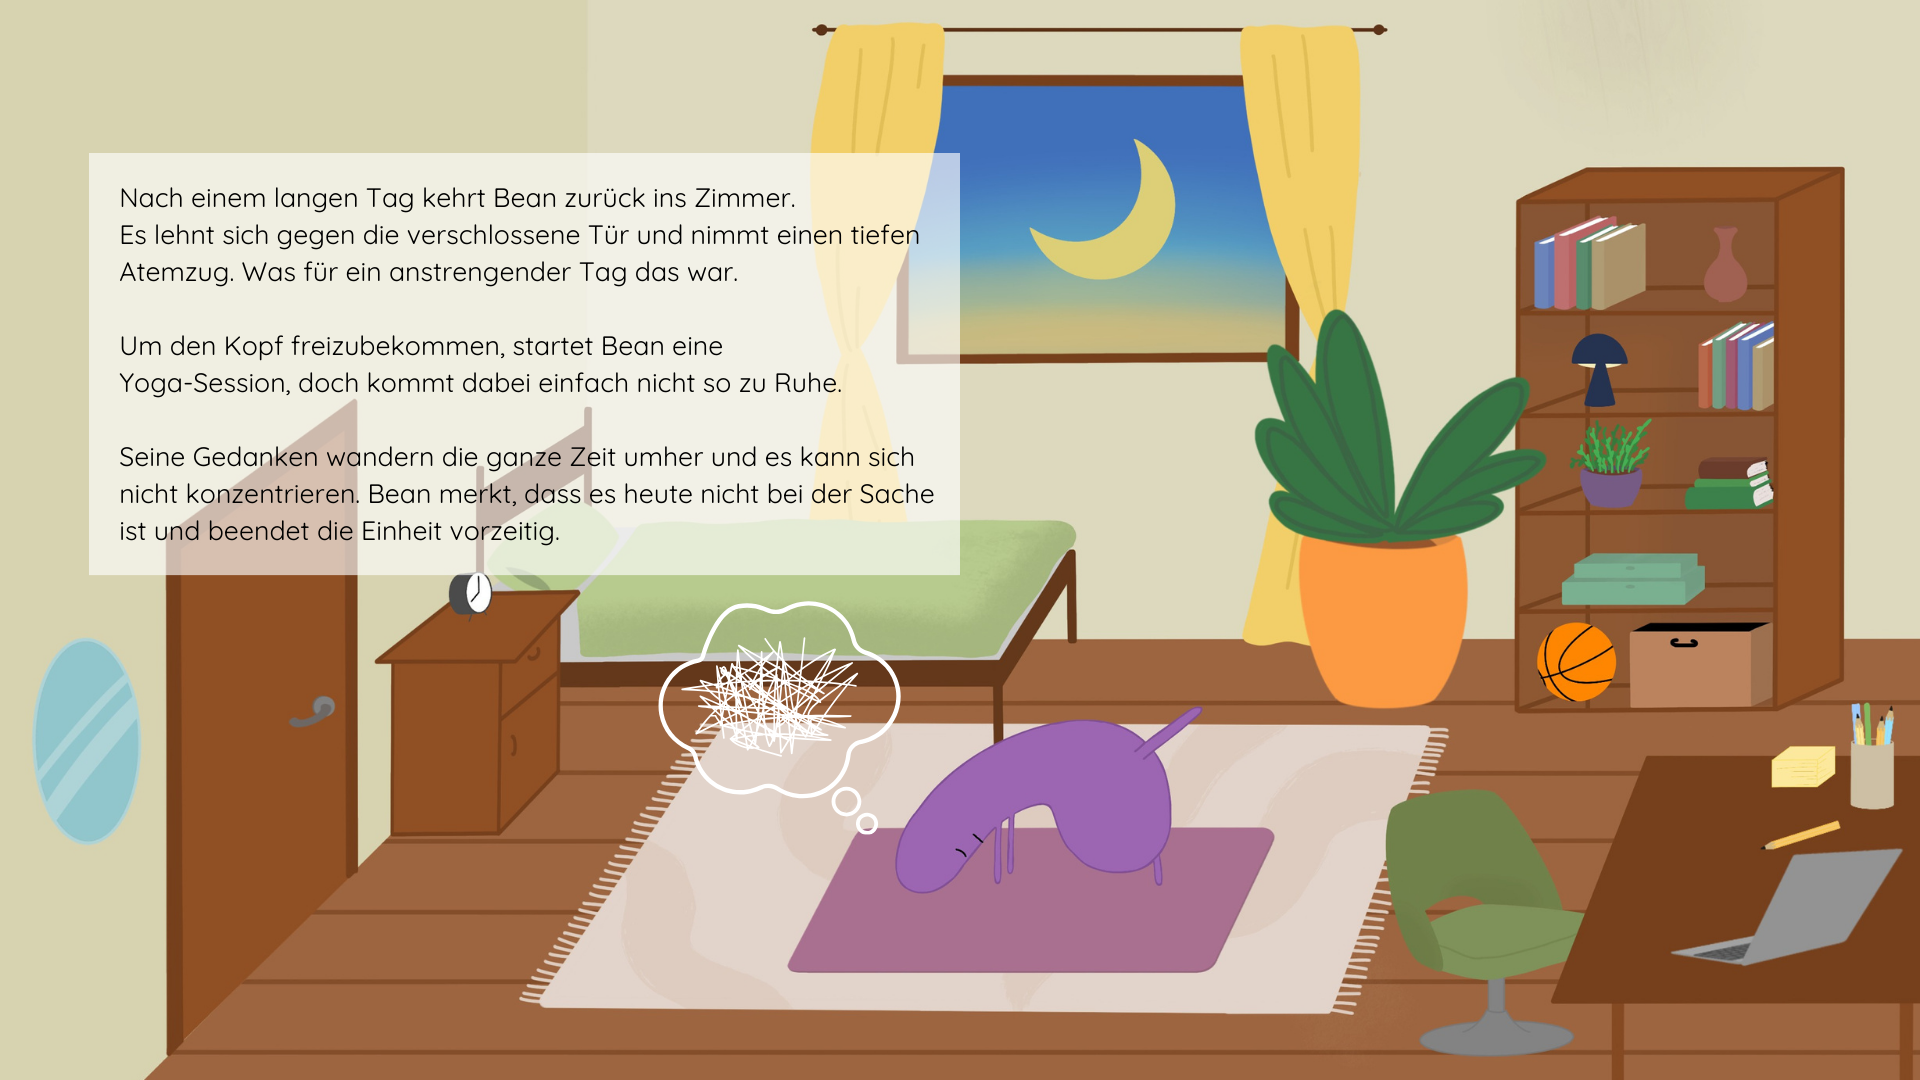 Nach einem langen Tag kehrt Bean zurück ins Zimmer.
Es lehnt sich gegen die verschlossene Tür und nimmt einen tiefen
Atemzug. Was für ein anstrengender Tag das war.
Um den Kopf freizubekommen, startet Bean eine
Yoga-Session, doch kommt dabei einfach nicht so zu Ruhe.
Seine Gedanken wandern die ganze Zeit umher und es kann sich
nicht konzentrieren. Bean merkt, dass es heute nicht bei der Sache
ist und beendet die Einheit vorzeitig.